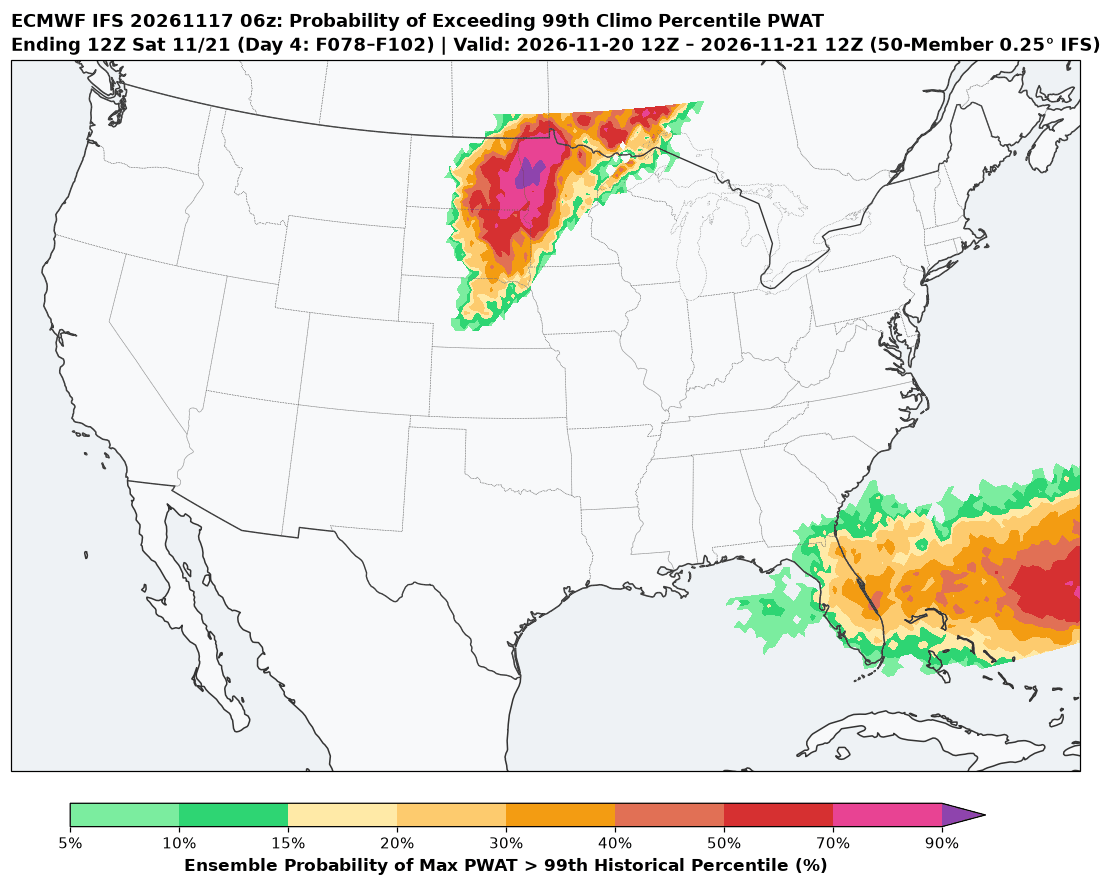 ECMWF IFS 20261117 06z: Probability of Exceeding 99th Climo Percentile PWAT
Ending 12Z Sat 11/21 (Day 4: F078–F102) | Valid: 2026-11-20 12Z – 2026-11-21 12Z (50-Member 0.25° IFS)
5% 10% 15% 20% 30% 40% 50% 70% 90%
Ensemble Probability of Max PWAT > 99th Historical Percentile (%)